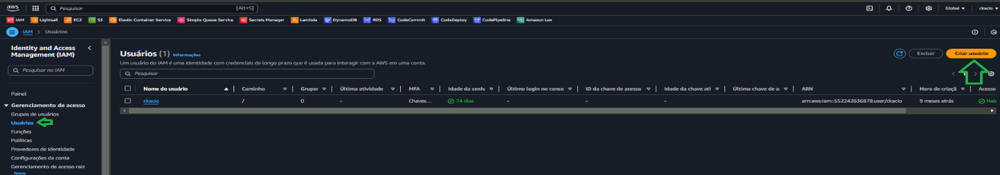 aws
Pesquisar [Alt+S] Global ckacio
IAM Lightsail EC2 S3 Elastic Container Service Simple Queue Service Secrets Manager Lambda DynamoDB RDS CodeCommit CodeDeploy CodePipeline Amazon Lex
IAM > Usuários
Identity and Access
Management (IAM)
Pesquisar no IAM
Painel
Gerenciamento de acesso
Grupos de usuários
Usuários
Funções
Políticas
Provedores de identidade
Configurações da conta
Gerenciamento de acesso raiz
Novo
Usuários (1) Informações
Excluir
Criar usuário
Um usuário do IAM é uma identidade com credenciais de longo prazo que é usada para interagir com a AWS em uma conta.
Pesquisar
Nome do usuário Caminho Grupo: Última atividade MFA Idade da senh: Último login no conso ID da chave de acesso Idade da chave ati Última chave de a ARN Hora de criaçã Acesso
ckacio / 0 - Chaves... 74 dias - - - arn:aws:iam::552242636878:user/ckacio 9 meses atrás Hab